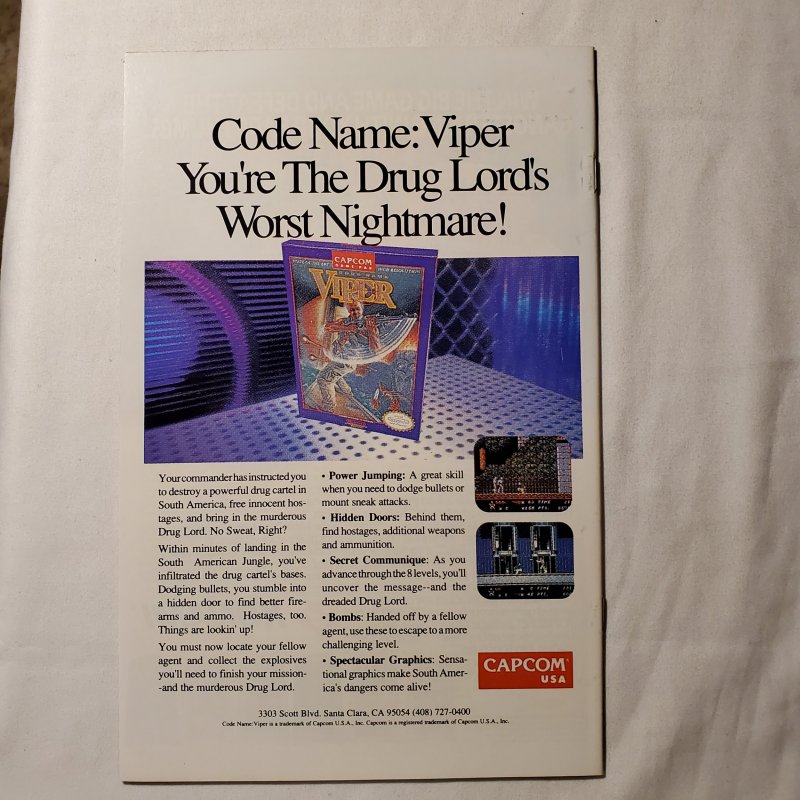 Code Name: Viper
You're The Drug Lord's
Worst Nightmare!
CAPCOM
VIPER
Your commander has instructed you
to destroy a powerful drug cartel in
South America, free innocent hos-
tages, and bring in the murderous
Drug Lord. No Sweat, Right?
Within minutes of landing in the
South American Jungle, you've
infiltrated the drug cartel's bases.
Dodging bullets, you stumble into
a hidden door to find better fire-
arms and ammo. Hostages, too.
Things are lookin' up!
You must now locate your fellow
agent and collect the explosives
you'll need to finish your mission-
-and the murderous Drug Lord.
• Power Jumping: A great skill
when you need to dodge bullets or
mount sneak attacks.
• Hidden Doors: Behind them,
find hostages, additional weapons
and ammunition.
• Secret Communique: As you
advance through the 8 levels, you'll
uncover the message--and the
dreaded Drug Lord.
• Bombs: Handed off by a fellow
agent, use these to escape to a more
challenging level.
• Spectacular Graphics: Sensa-
tional graphics make South Amer-
ica's dangers come alive!
CAPCOM
USA
3303 Scott Blvd. Santa Clara, CA 95054 (408) 727-0400
Code Name: Viper is a trademark of Capcom U.S.A., Inc. Capcom is a registered trademark of Capcom U.S.A., Inc.